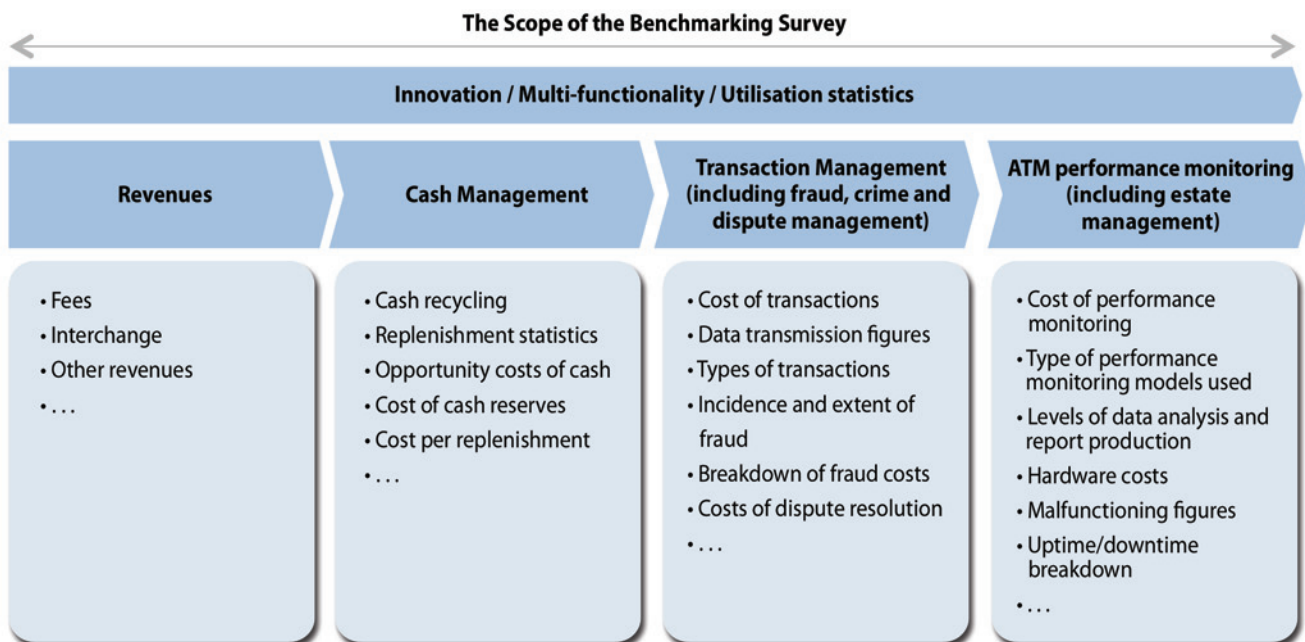 The Scope of the Benchmarking Survey
Innovation / Multi-functionality / Utilisation statistics
Revenues
Cash Management
Transaction Management
(including fraud, crime and
dispute management)
ATM performance monitoring
(including estate
management)
• Fees
• Interchange
• Other revenues
• . . .
• Cash recycling
• Replenishment statistics
• Opportunity costs of cash
• Cost of cash reserves
• Cost per replenishment
• . . .
• Cost of transactions
• Data transmission figures
• Types of transactions
• Incidence and extent of
fraud
• Breakdown of fraud costs
• Costs of dispute resolution
• . . .
• Cost of performance
monitoring
• Type of performance
monitoring models used
• Levels of data analysis and
report production
• Hardware costs
• Malfunctioning figures
• Uptime/downtime
breakdown
• . . .